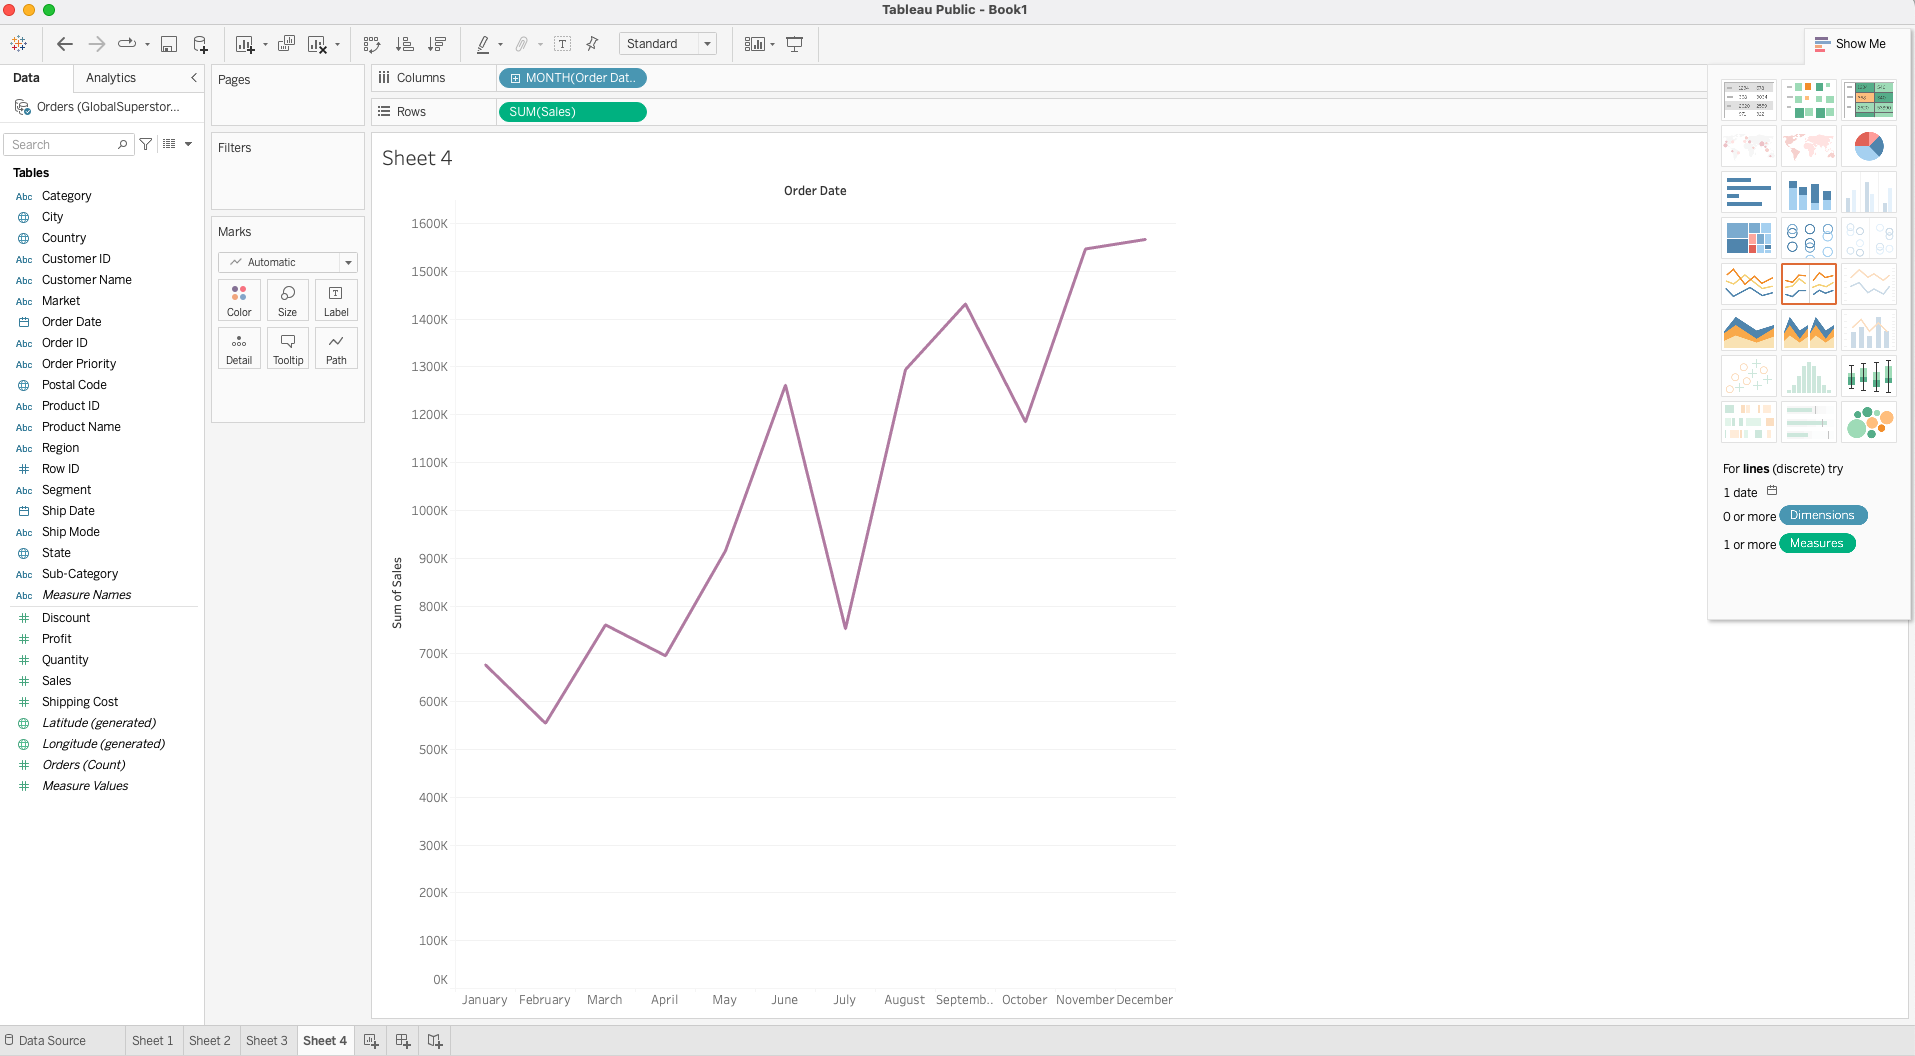 Tableau Public - Book1
Standard
Show Me
Data
Analytics
Orders (GlobalSuperstor...
Search
Tables
Abc Category
City
Country
Abc Customer ID
Abc Customer Name
Abc Market
Order Date
Abc Order ID
Abc Order Priority
Postal Code
Abc Product ID
Abc Product Name
Abc Region
Row ID
Abc Segment
Ship Date
Abc Ship Mode
State
Abc Sub-Category
Abc Measure Names
Discount
Profit
Quantity
Sales
Shipping Cost
Latitude (generated)
Longitude (generated)
Orders (Count)
Measure Values
Pages
Filters
Marks
Automatic
Color Size Label
Detail Tooltip Path
Columns MONTH(Order Dat..
Rows SUM(Sales)
Sheet 4
Order Date
Sum of Sales
1600K
1500K
1400K
1300K
1200K
1100K
1000K
900K
800K
700K
600K
500K
400K
300K
200K
100K
0K
January February March April May June July August Septemb.. October November December
For lines (discrete) try
1 date
0 or more Dimensions
1 or more Measures
Data Source Sheet 1 Sheet 2 Sheet 3 Sheet 4